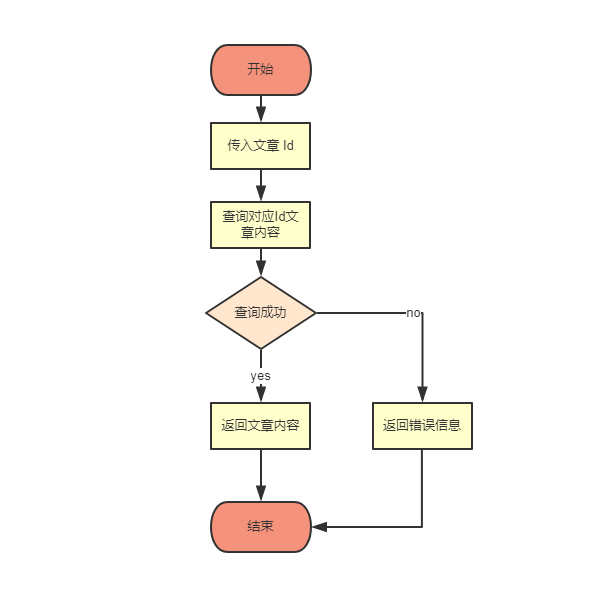 开始
传入文章 Id
查询对应Id文
章内容
查询成功
no
yes
返回文章内容
返回错误信息
结束